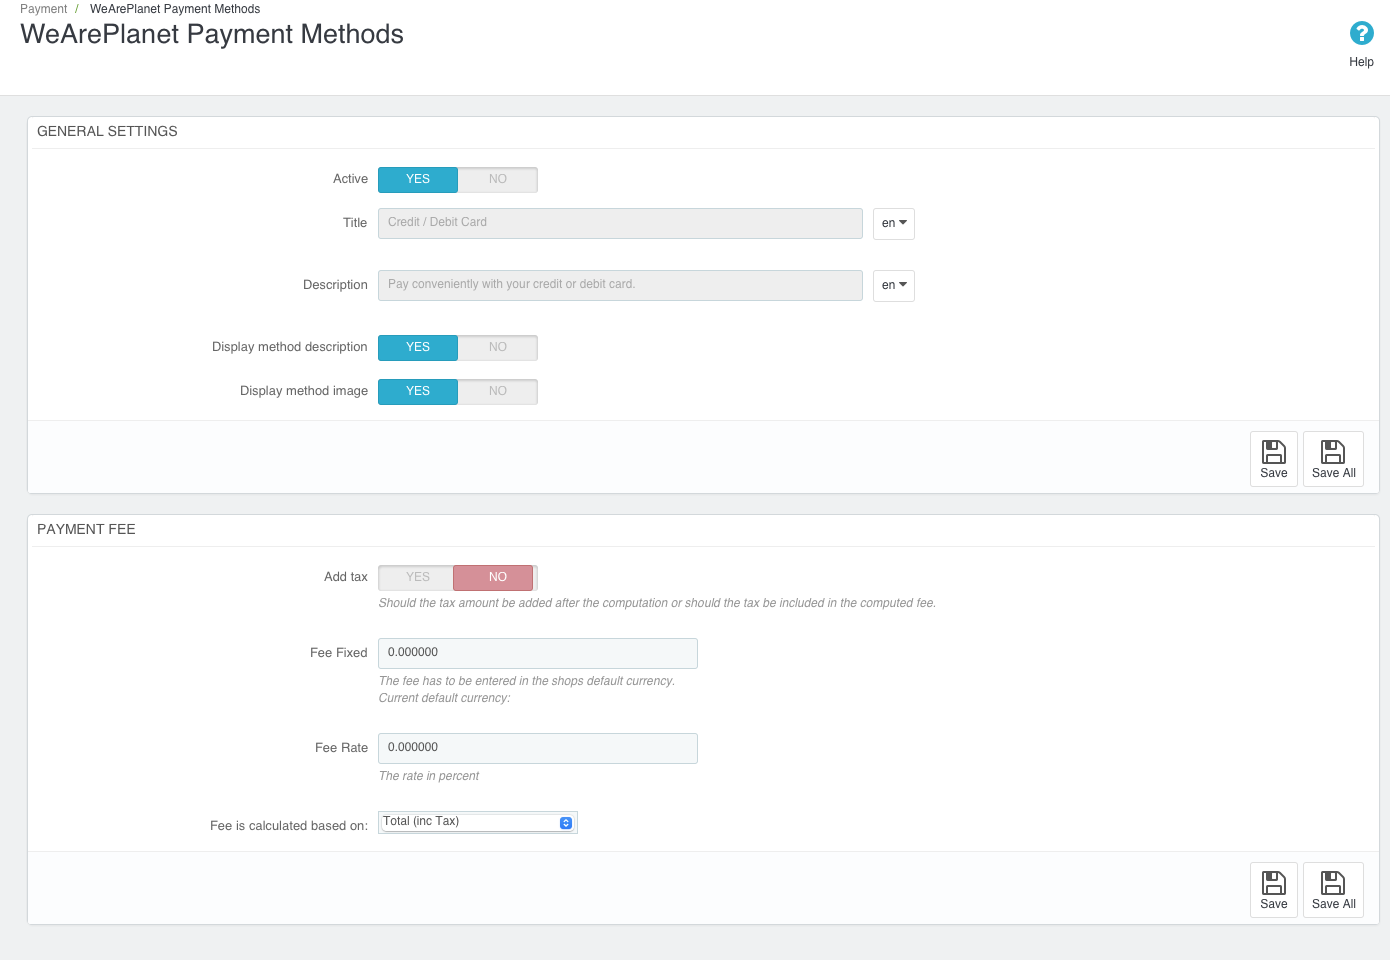 Payment / WeArePlanet Payment Methods
WeArePlanet Payment Methods
Help
GENERAL SETTINGS
Active YES NO
Title Credit / Debit Card en
Description Pay conveniently with your credit or debit card. en
Display method description YES NO
Display method image YES NO
Save Save All
PAYMENT FEE
Add tax YES NO
Should the tax amount be added after the computation or should the tax be included in the computed fee.
Fee Fixed 0.000000
The fee has to be entered in the shops default currency.
Current default currency:
Fee Rate 0.000000
The rate in percent
Fee is calculated based on: Total (inc Tax)
Save Save All